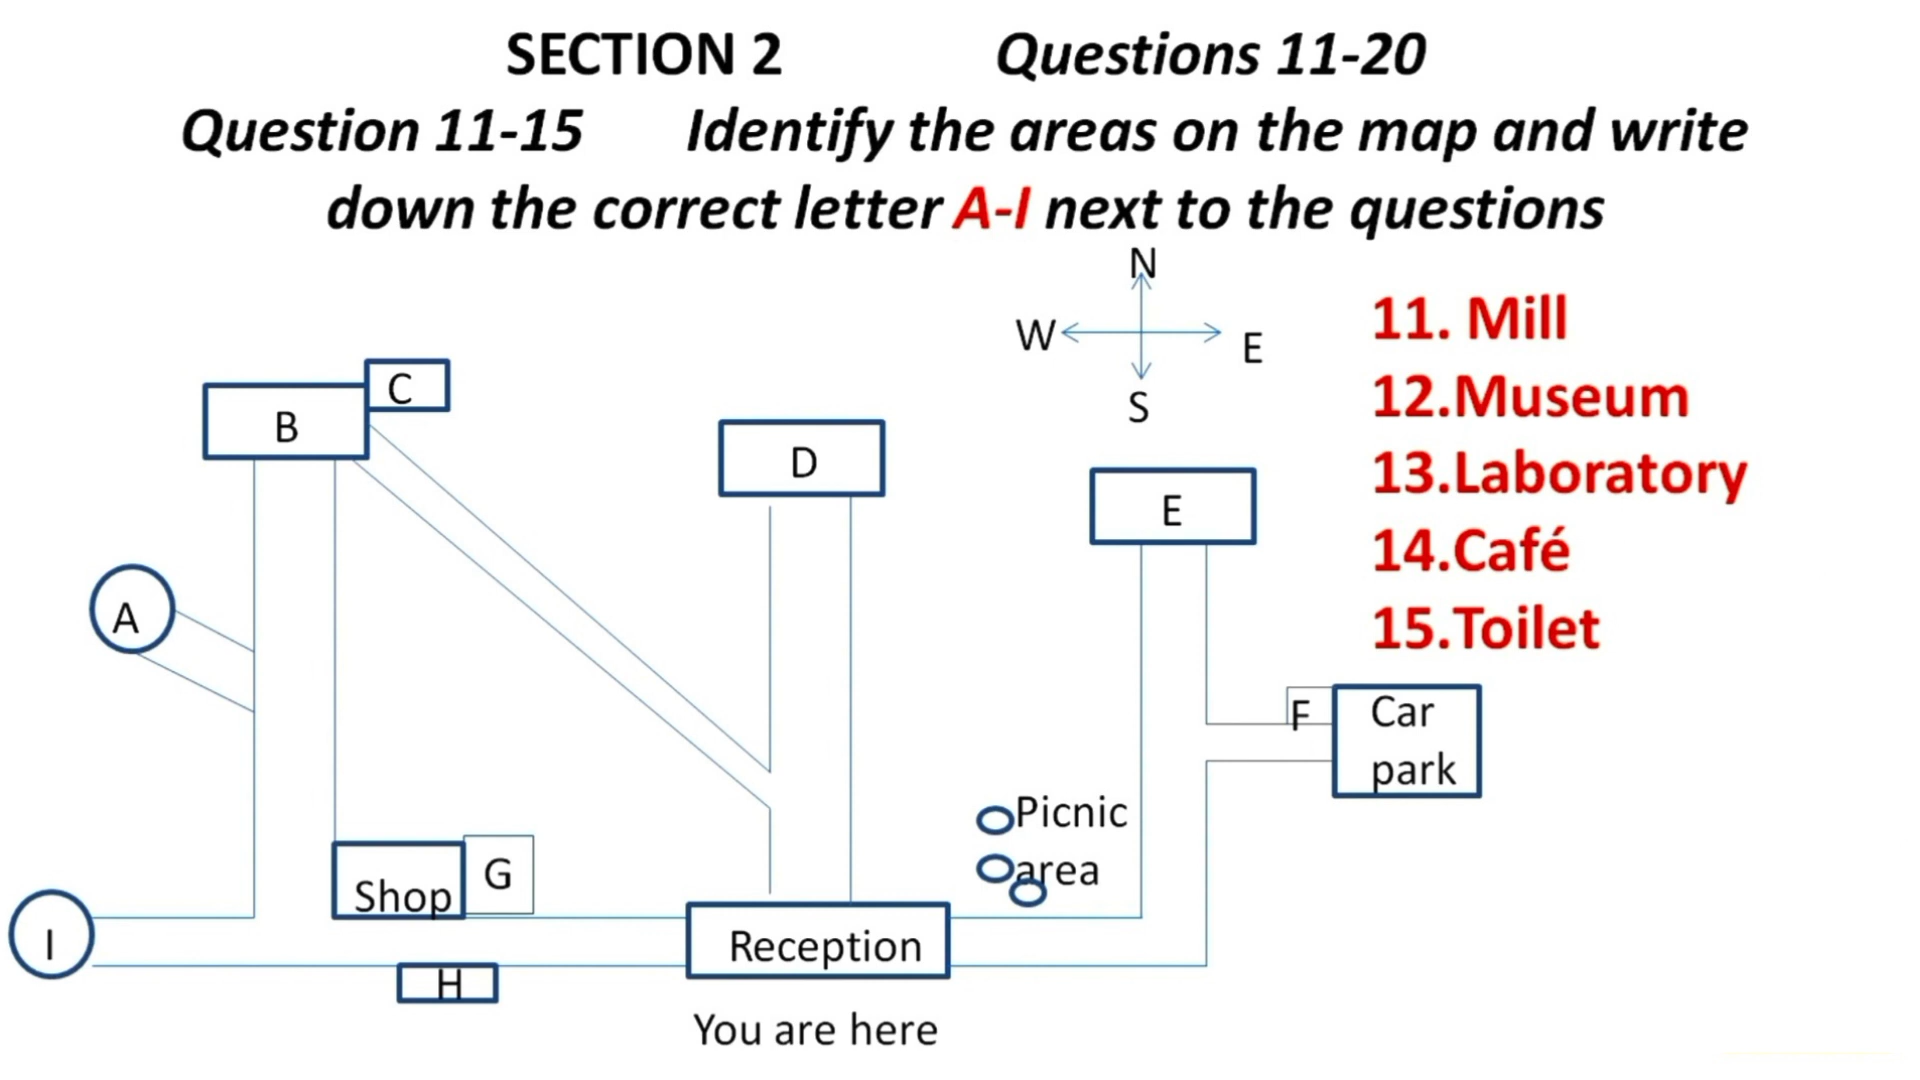 SECTION 2 Questions 11-20
Question 11-15 Identify the areas on the map and write
down the correct letter A-I next to the questions
N
W
E
S
11. Mill
12.Museum
13.Laboratory
14.Café
15.Toilet
C
B
D
E
A
F
Car
park
Picnic
area
G
Shop
I
Reception
H
You are here